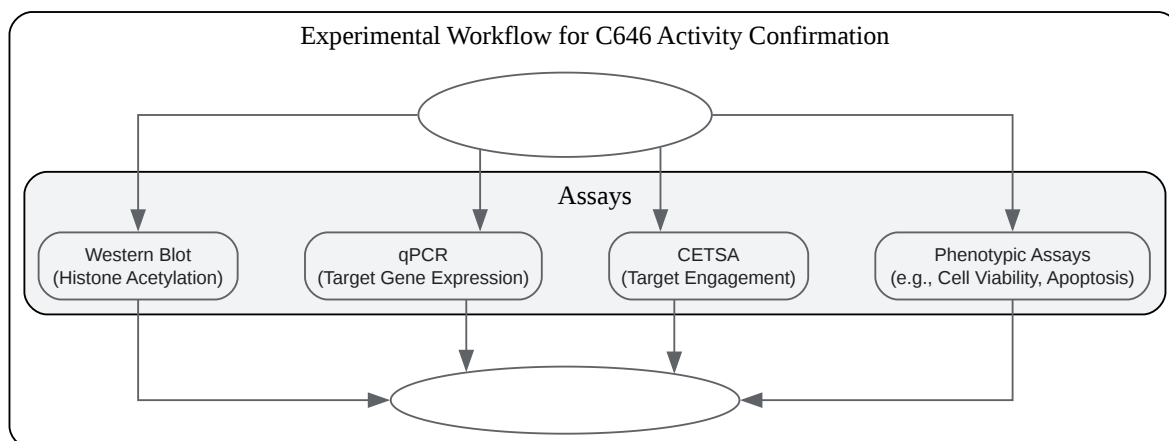 Experimental Workflow for C646 Activity Confirmation
Assays
Western Blot
(Histone Acetylation)
qPCR
(Target Gene Expression)
CETSA
(Target Engagement)
Phenotypic Assays
(e.g., Cell Viability, Apoptosis)